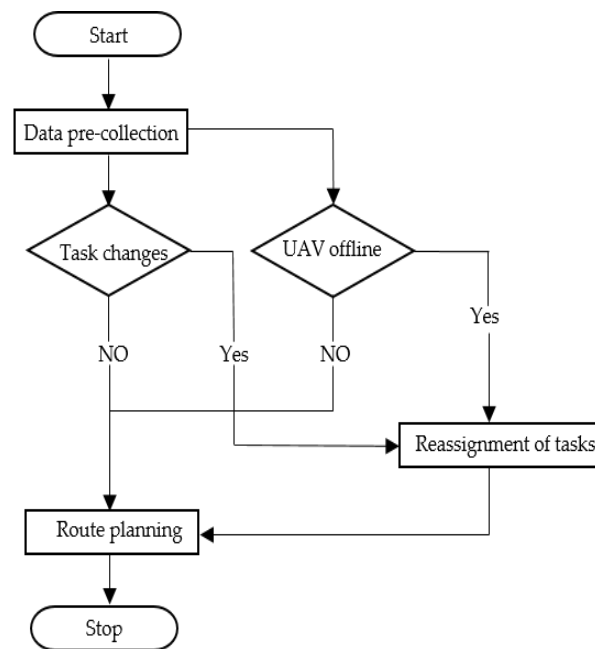 Start
Data pre-collection
Task changes
UAV offline
NO
Yes
NO
Yes
Reassignment of tasks
Route planning
Stop